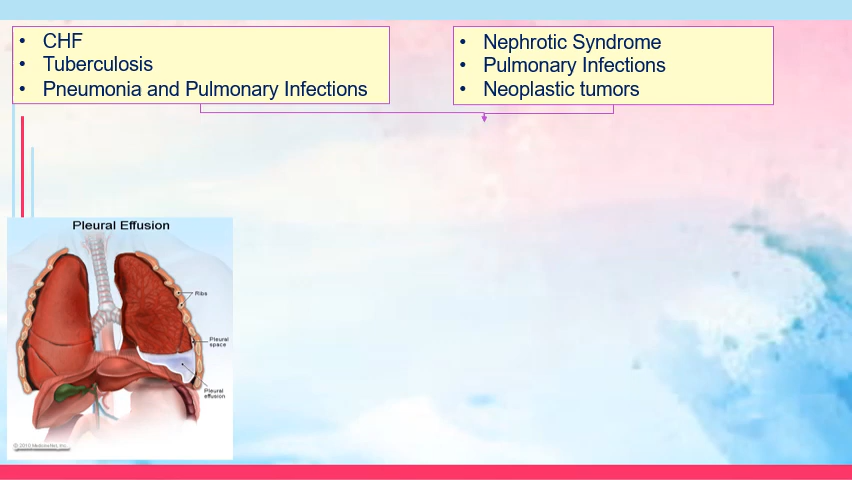 • CHF
• Tuberculosis
• Pneumonia and Pulmonary Infections
• Nephrotic Syndrome
• Pulmonary Infections
• Neoplastic tumors
Pleural Effusion
Ribs
Pleural
space
Pleural
effusion